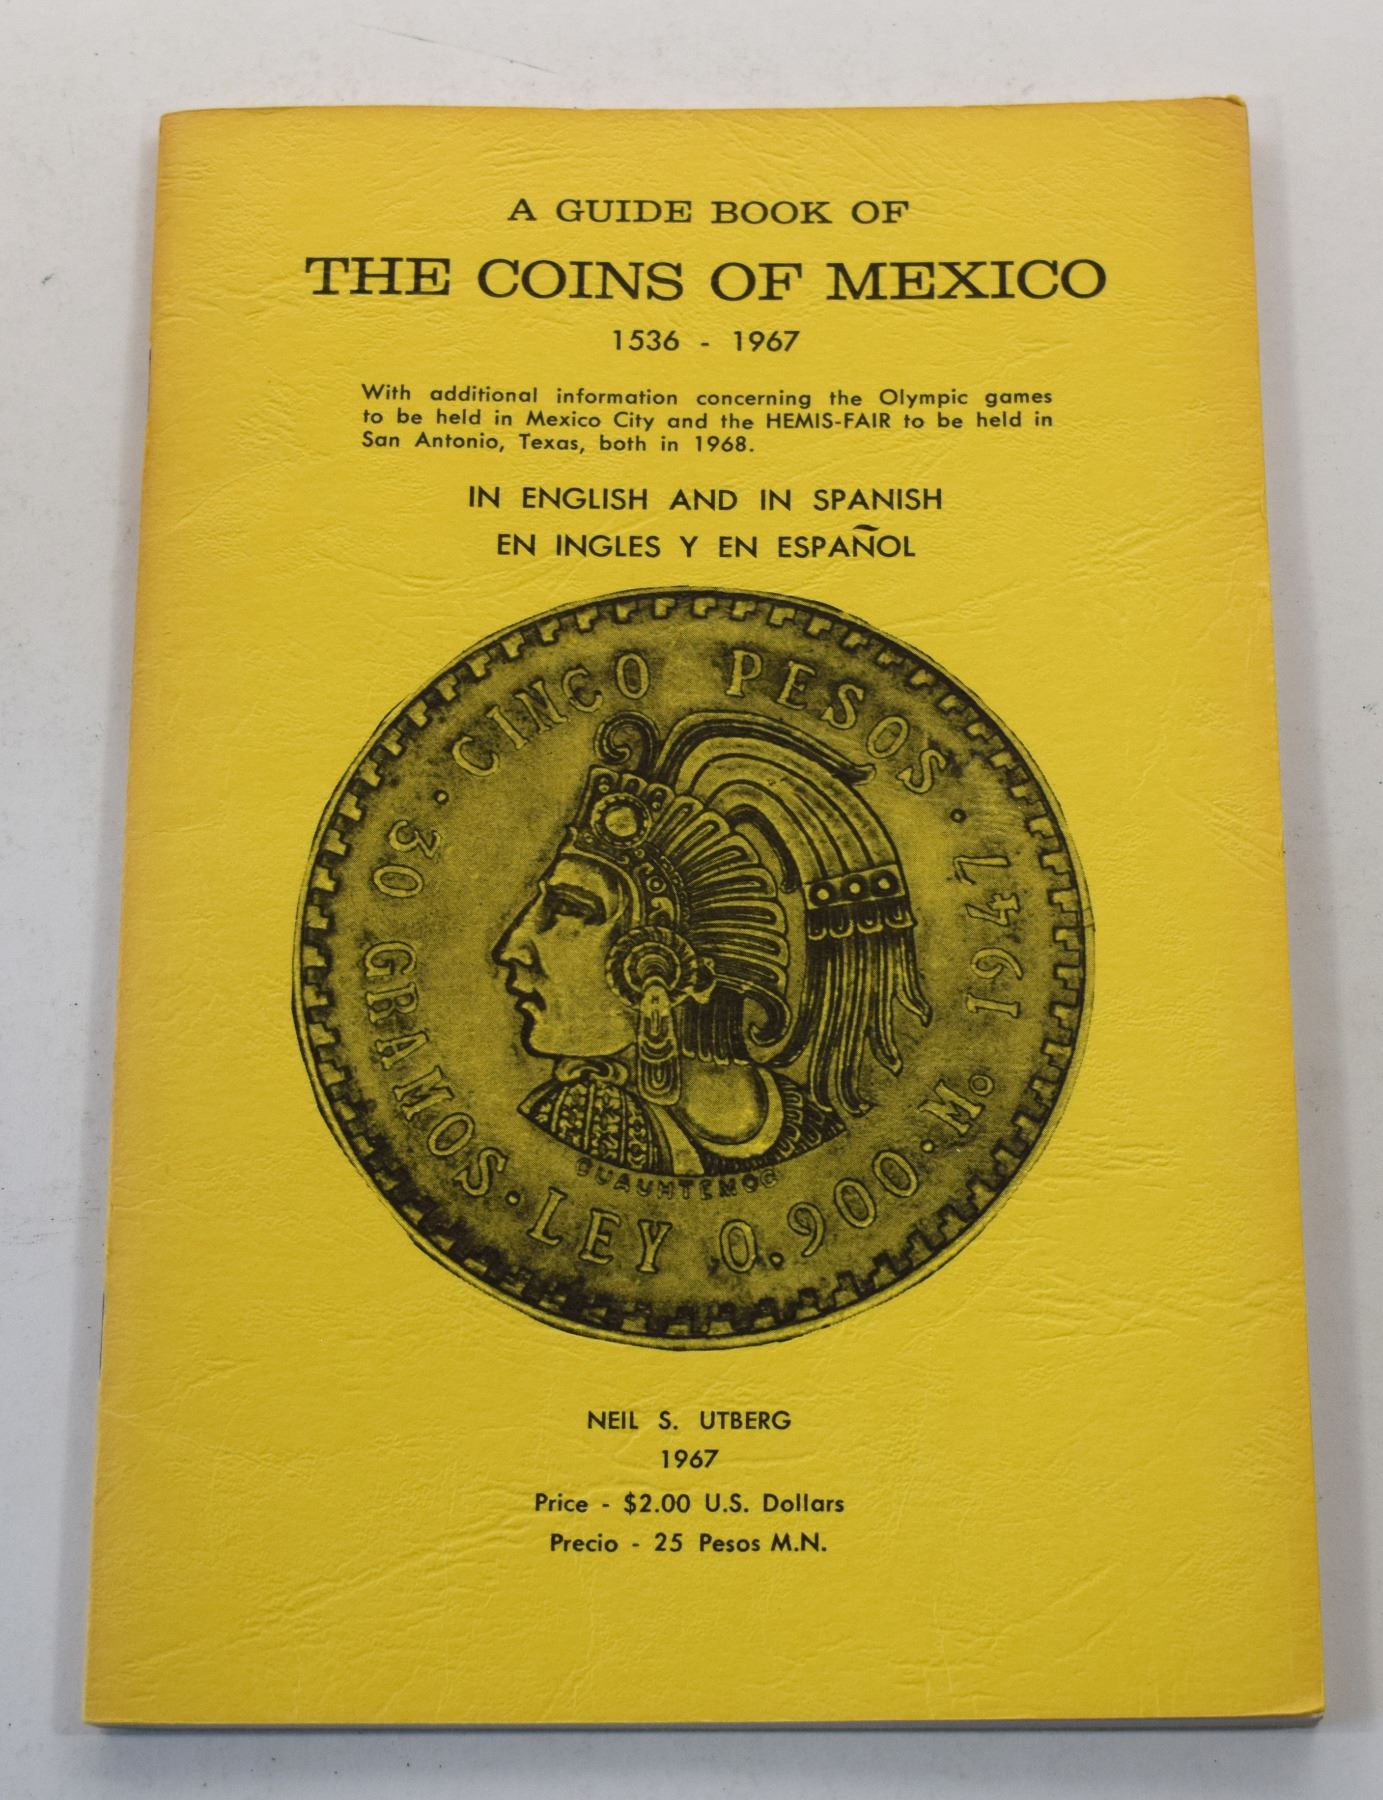 A GUIDE BOOK OF
THE COINS OF MEXICO
1536 - 1967
With additional information concerning the Olympic games
to be held in Mexico City and the HEMIS-FAIR to be held in
San Antonio, Texas, both in 1968.
IN ENGLISH AND IN SPANISH
EN INGLES Y EN ESPAÑOL
CINCO PESOS · 1947
30 GRAMOS · LEY 0.900 · Mo
CUAUHTEMOC
NEIL S. UTBERG
1967
Price - $2.00 U.S. Dollars
Precio - 25 Pesos M.N.